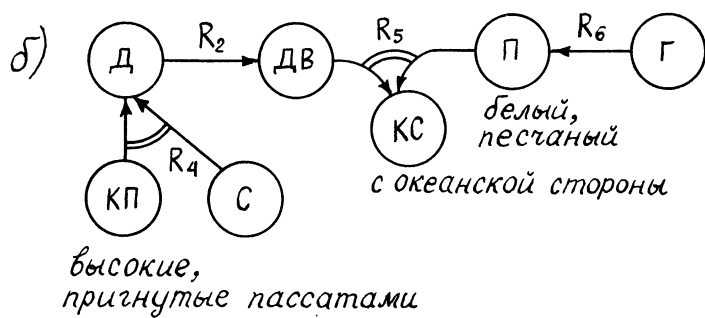 б)
Д
R2
ДВ
R5
П
R6
Г
КС
белый,
песчаный
с океанской стороны
R4
КП
С
высокие,
пригнутые пассатами